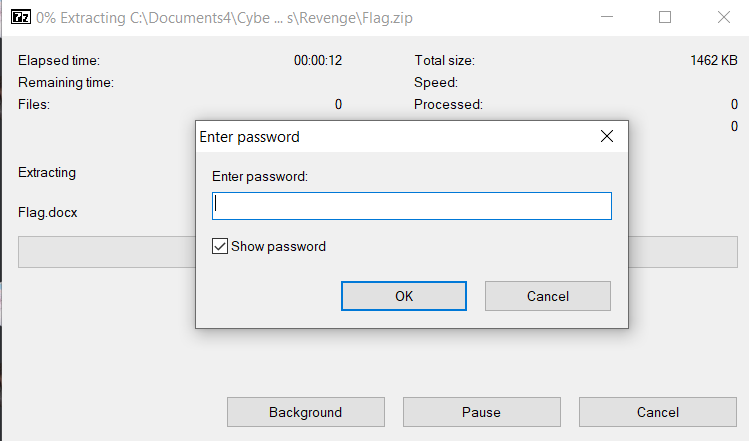 7z 0% Extracting C:\Documents4\Cybe ... s\Revenge\Flag.zip
Elapsed time: 00:00:12 Total size: 1462 KB
Remaining time: Speed:
Files: 0 Processed: 0
0
Enter password
Extracting
Enter password:
Flag.docx
Show password
OK Cancel
Background Pause Cancel